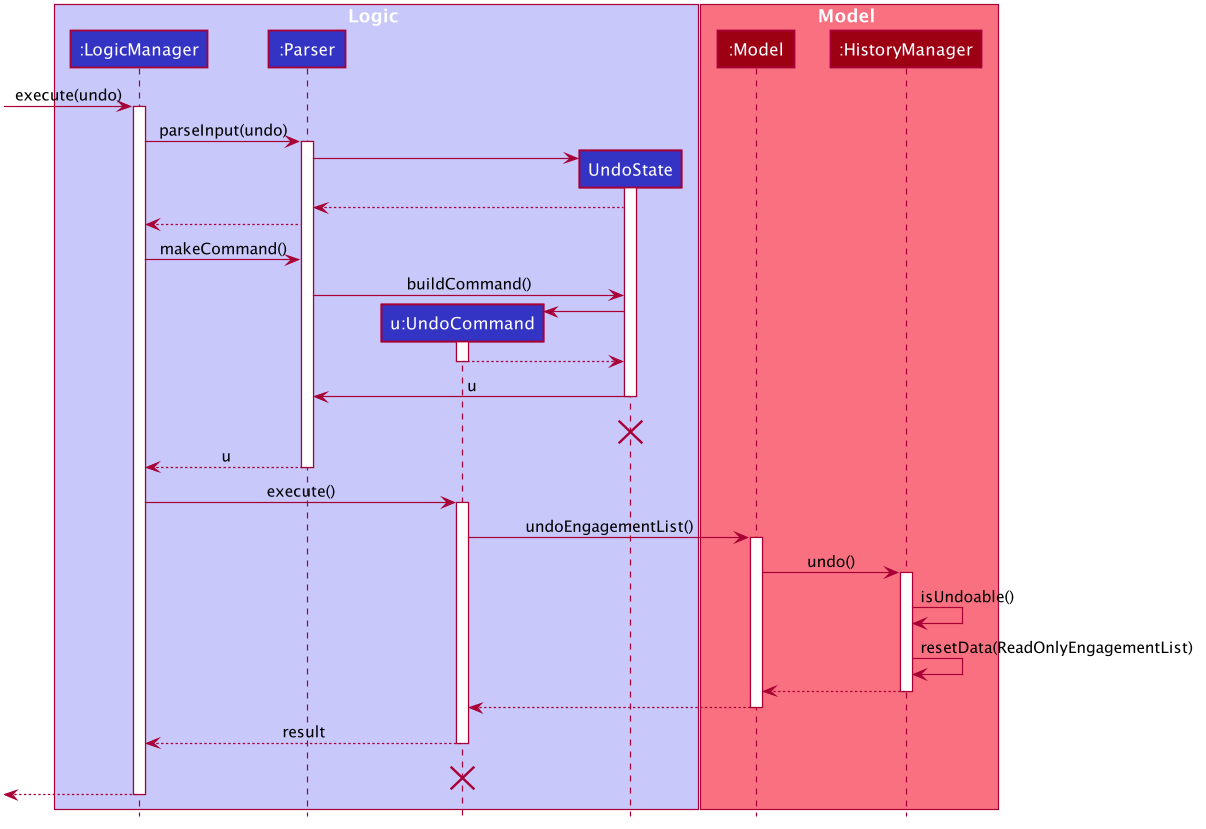 Logic
Model
:LogicManager
:Parser
:Model
:HistoryManager
execute(undo)
parseInput(undo)
UndoState
makeCommand()
buildCommand()
u:UndoCommand
u
u
execute()
undoEngagementList()
undo()
isUndoable()
resetData(ReadOnlyEngagementList)
result